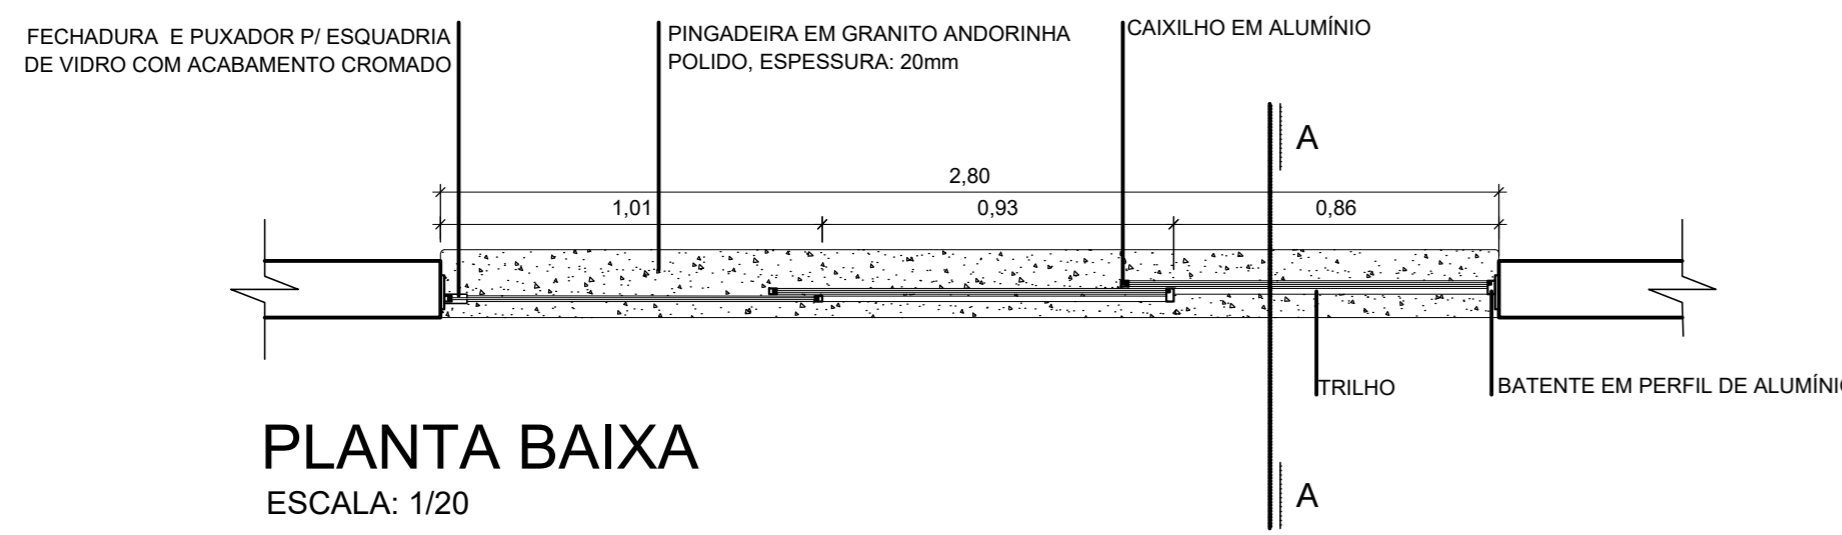 FECHADURA E PUXADOR P/ ESQUADRIA
DE VIDRO COM ACABAMENTO CROMADO
PINGADEIRA EM GRANITO ANDORINHA
POLIDO, ESPESSURA: 20mm
CAIXILHO EM ALUMÍNIO
A
2,80
1,01
0,93
0,86
TRILHO
BATENTE EM PERFIL DE ALUMÍNI
PLANTA BAIXA
ESCALA: 1/20
A